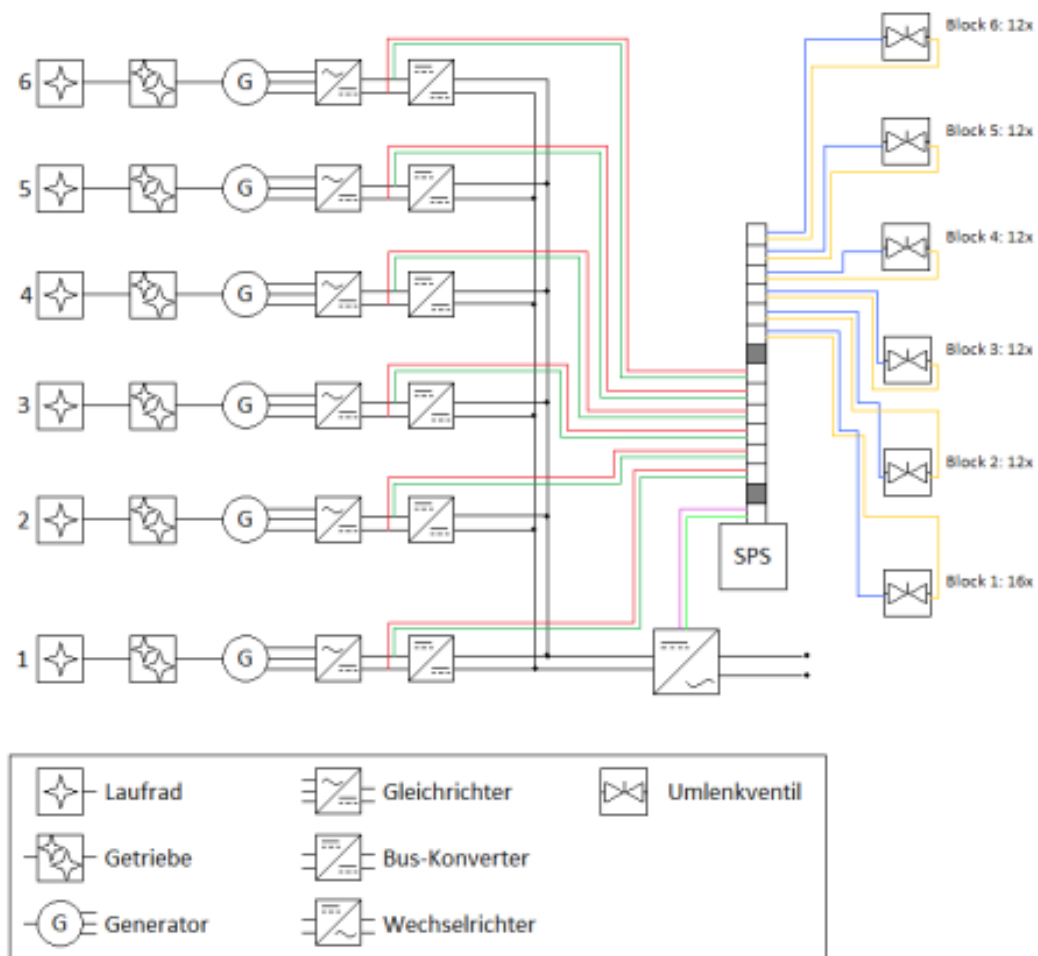 Block 6: 12x
6
G
Block 5: 12x
5
G
Block 4: 12x
4
G
Block 3: 12x
3
G
Block 2: 12x
2
G
SPS
Block 1: 16x
1
G
Laufrad
Gleichrichter
Umlenkventil
Getriebe
Bus-Konverter
G
Generator
Wechselrichter